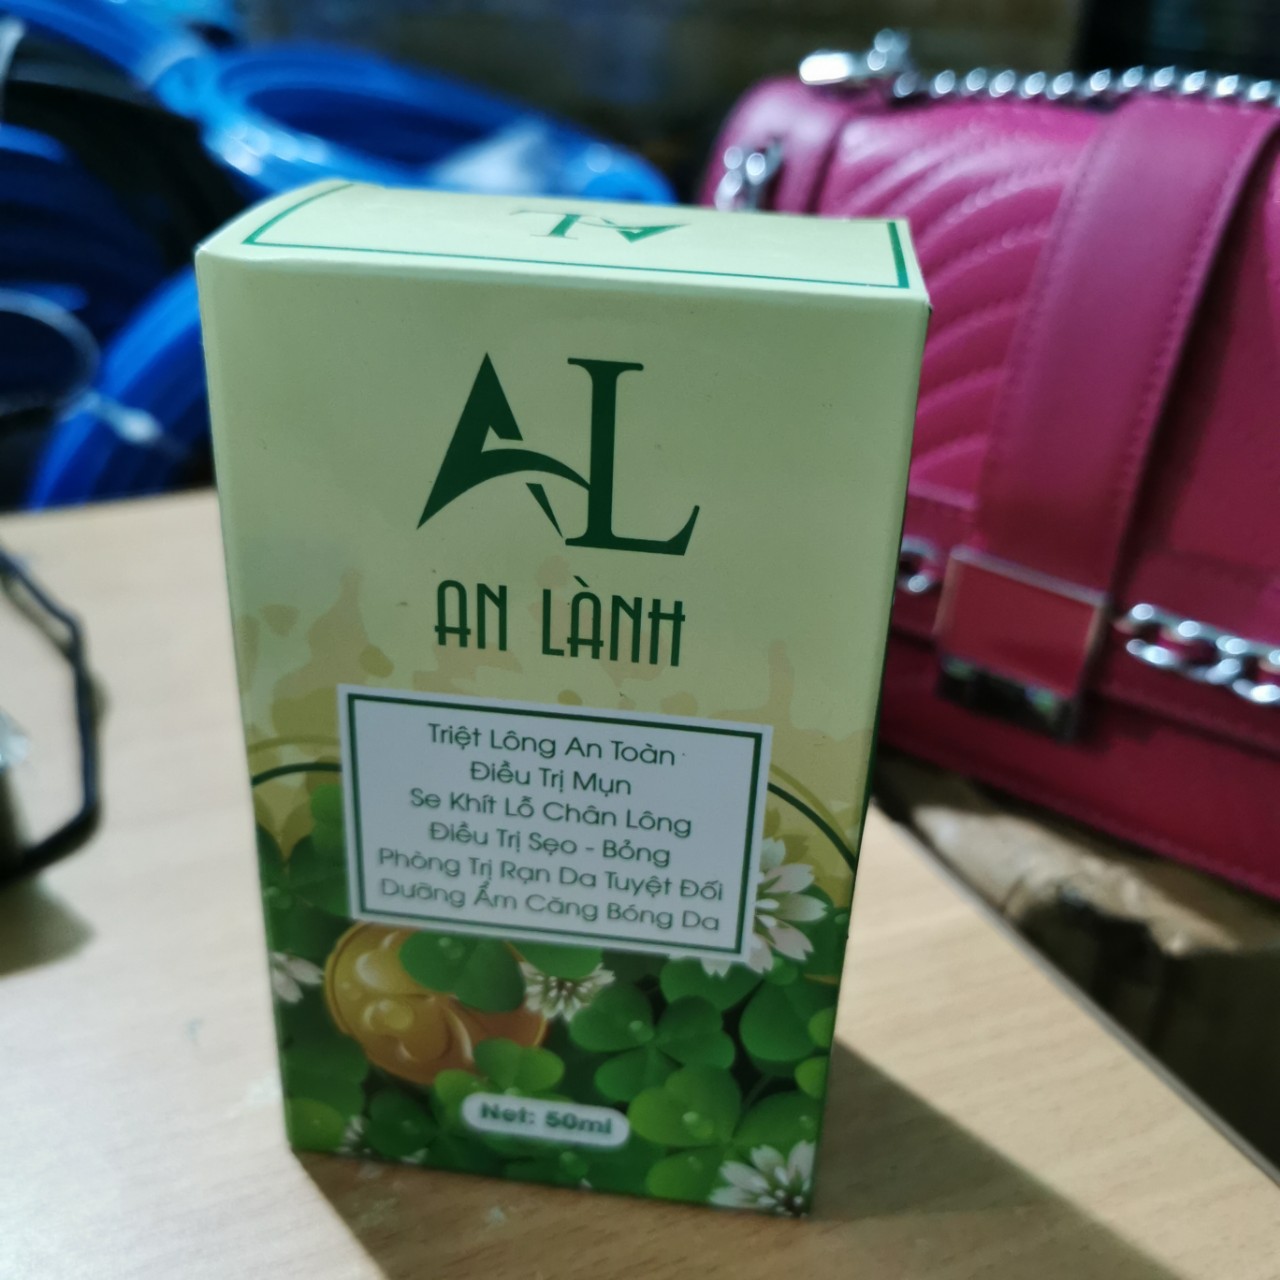 AL
AL
AN LÀNH
Triệt Lông An Toàn
Điều Trị Mụn
Se Khít Lỗ Chân Lông
Điều Trị Sẹo - Bỏng
Phòng Trị Rạn Da Tuyệt Đối
Dưỡng Ẩm Căng Bóng Da
Net: 50ml